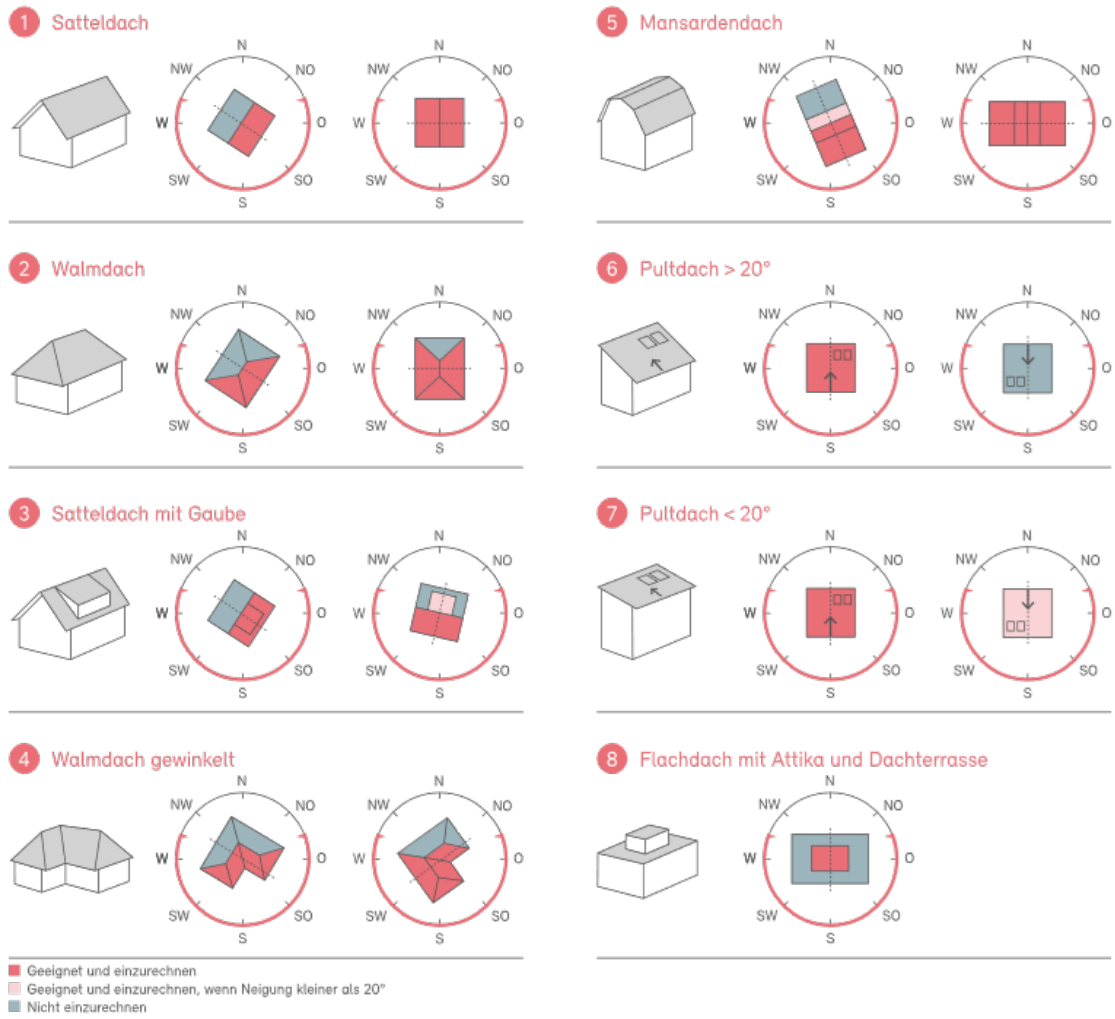 1 Satteldach
N
NW NO
W O
SW SO
S
N
NW NO
W O
SW SO
S
2 Walmdach
N
NW NO
W O
SW SO
S
N
NW NO
W O
SW SO
S
3 Satteldach mit Gaube
N
NW NO
W O
SW SO
S
N
NW NO
W O
SW SO
S
4 Walmdach gewinkelt
N
NW NO
W O
SW SO
S
N
NW NO
W O
SW SO
S
Geeignet und einzurechnen
Geeignet und einzurechnen, wenn Neigung kleiner als 20°
Nicht einzurechnen
5 Mansardendach
N
NW NO
W O
SW SO
S
N
NW NO
W O
SW SO
S
6 Pultdach > 20°
N
NW NO
W O
SW SO
S
N
NW NO
W O
SW SO
S
7 Pultdach < 20°
N
NW NO
W O
SW SO
S
N
NW NO
W O
SW SO
S
8 Flachdach mit Attika und Dachterrasse
N
NW NO
W O
SW SO
S